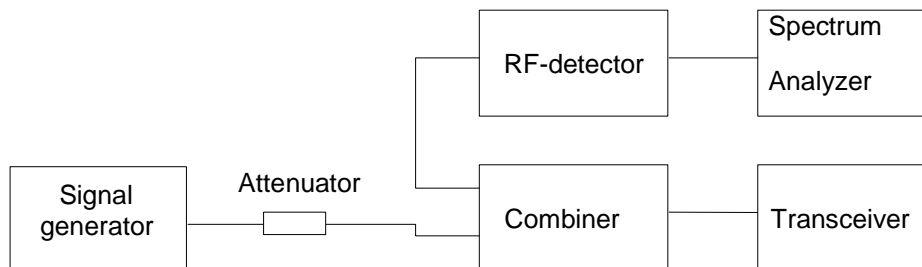 RF-detector
Spectrum
Analyzer
Signal
generator
Attenuator
Combiner
Transceiver